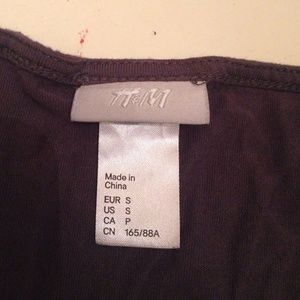 H&M
Made in
China
EUR S
US S
CA P
CN 165/88A